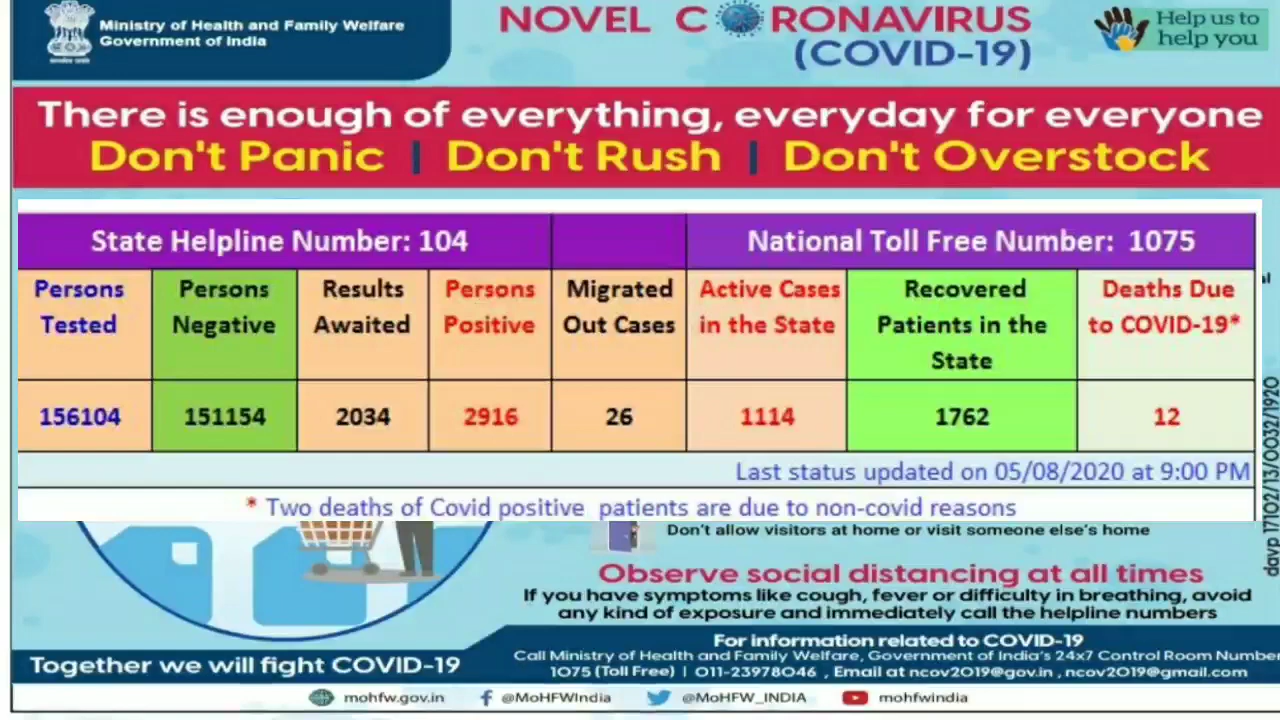 Ministry of Health and Family Welfare
Government of India
NOVEL CORONAVIRUS
(COVID-19)
Help us to
help you
There is enough of everything, everyday for everyone
Don't Panic | Don't Rush | Don't Overstock
State Helpline Number: 104
National Toll Free Number: 1075
Persons Tested
Persons Negative
Results Awaited
Persons Positive
Migrated Out Cases
Active Cases in the State
Recovered Patients in the State
Deaths Due to COVID-19*
156104 151154 2034 2916 26 1114 1762 12
Last status updated on 05/08/2020 at 9:00 PM
* Two deaths of Covid positive patients are due to non-covid reasons
Don't allow visitors at home or visit someone else's home
Observe social distancing at all times
If you have symptoms like cough, fever or difficulty in breathing, avoid
any kind of exposure and immediately call the helpline numbers
For information related to COVID-19
Call Ministry of Health and Family Welfare, Government of India's 24x7 Control Room Number
1075 (Toll Free) | 011-23978046 , Email at ncov2019@gov.in , ncov2019@gmail.com
Together we will fight COVID-19
mohfw.gov.in @MoHFWIndia @MoHFW_INDIA mohfwindia
davp 17102/13/0032/1920